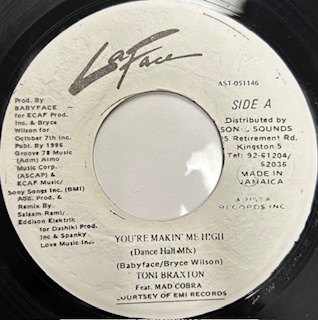 LaFace
AST-051146
SIDE A
Prod. By
BABYFACE
for ECAF Prod.
Inc. & Bryce
Wilson for
October 7th Inc.
Publ. By 1996
Groove 78 Music
(Adm) Almo
Music Corp.
(ASCAP) &
ECAF Music/
Sony Songs Inc. (BMI)
Add. Prod. &
Remix By
Salaam Remi/
Eddison Elektrik
for Dashiki Prod.
Inc & Spanky
Love Music Inc.
Distributed by
SONIC SOUNDS
25 Retirement Rd.
Kingston 5
Tel: 92-61204/
62036
MADE IN
JAMAICA
ARISTA
RECORDS INC
YOU'RE MAKIN' ME HIGH
(Dance Hall Mix)
(Babyface/Bryce Wilson)
TONI BRAXTON
Feat. MAD COBRA
COURTSEY OF EMI RECORDS